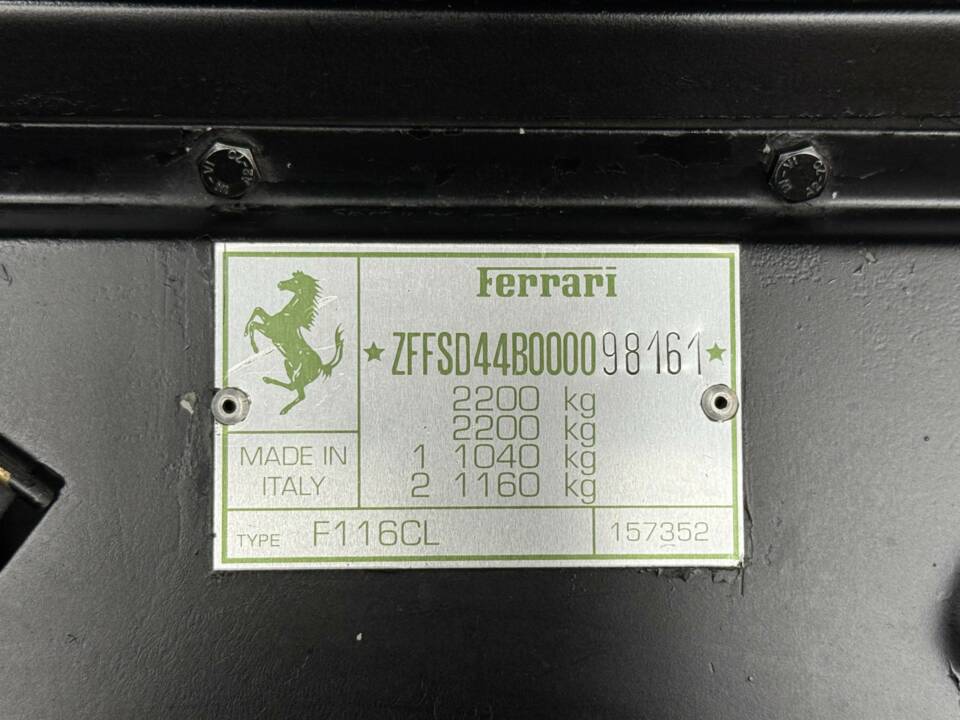 Ferrari
★ ZFFSD44B000098161 ★
2200 kg
2200 kg
1 1040 kg
2 1160 kg
MADE IN
ITALY
TYPE F116CL
157352